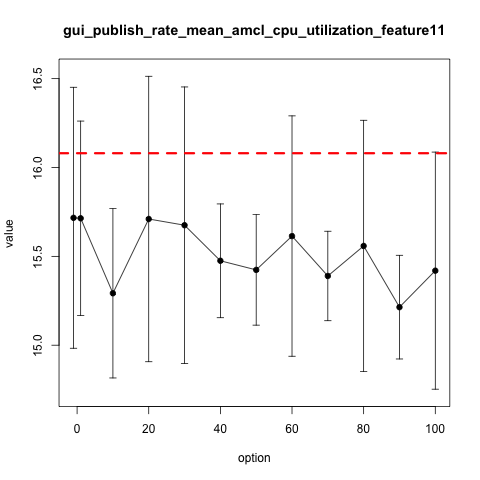 gui_publish_rate_mean_amcl_cpu_utilization_feature11
value
16.5
16.0
15.5
15.0
0 20 40 60 80 100
option